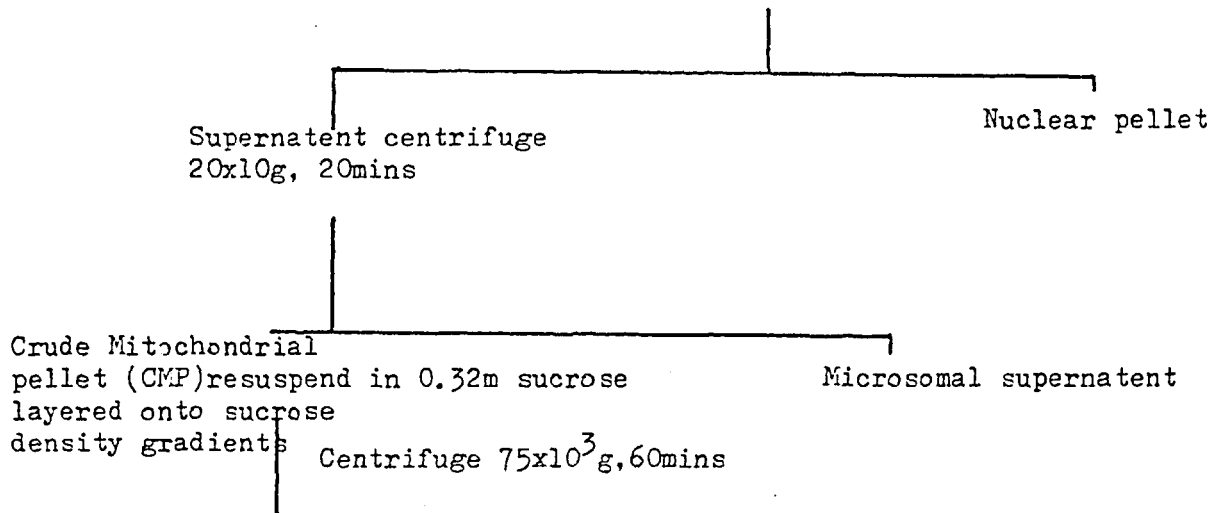 Nuclear pellet
Supernatent centrifuge
20x10g, 20mins
Crude Mitochondrial
pellet (CMP)resuspend in 0.32m sucrose
layered onto sucrose
density gradients
Microsomal supernatent
Centrifuge 75x10³g,60mins